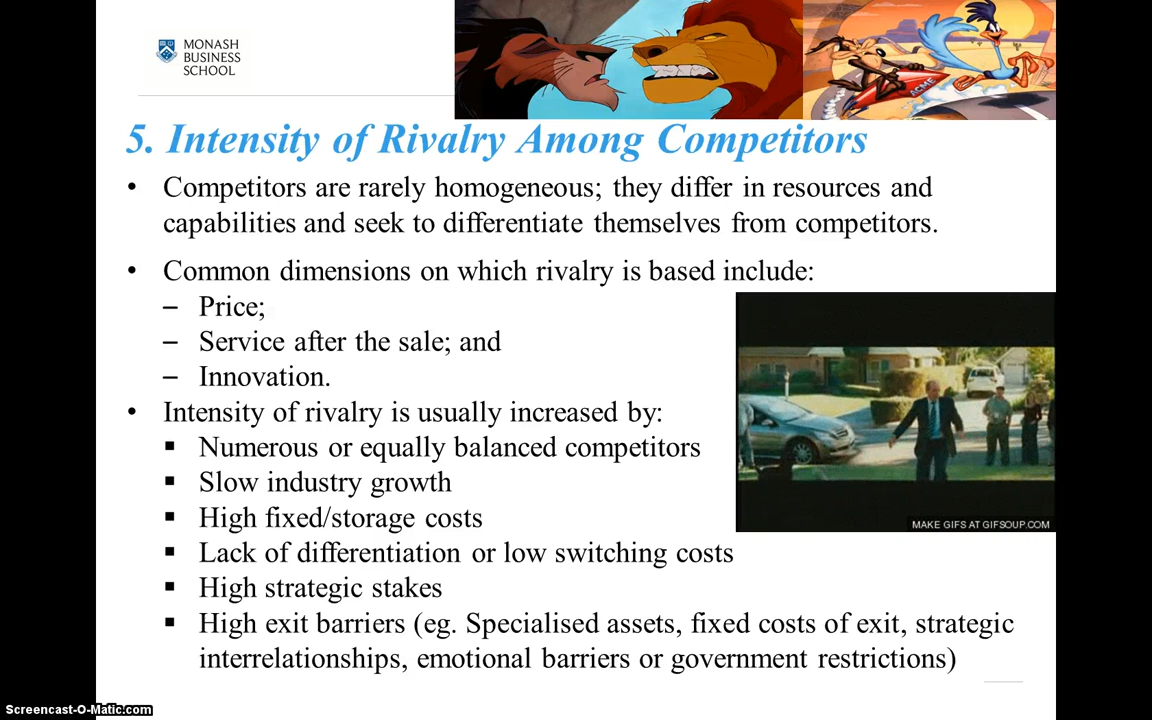 MONASH
BUSINESS
SCHOOL
ACME
5. Intensity of Rivalry Among Competitors
• Competitors are rarely homogeneous; they differ in resources and
capabilities and seek to differentiate themselves from competitors.
• Common dimensions on which rivalry is based include:
– Price;
– Service after the sale; and
– Innovation.
• Intensity of rivalry is usually increased by:
▪ Numerous or equally balanced competitors
▪ Slow industry growth
▪ High fixed/storage costs
MAKE GIFS AT GIFSOUP.COM
▪ Lack of differentiation or low switching costs
▪ High strategic stakes
▪ High exit barriers (eg. Specialised assets, fixed costs of exit, strategic
interrelationships, emotional barriers or government restrictions)
Screencast-O-Matic.com